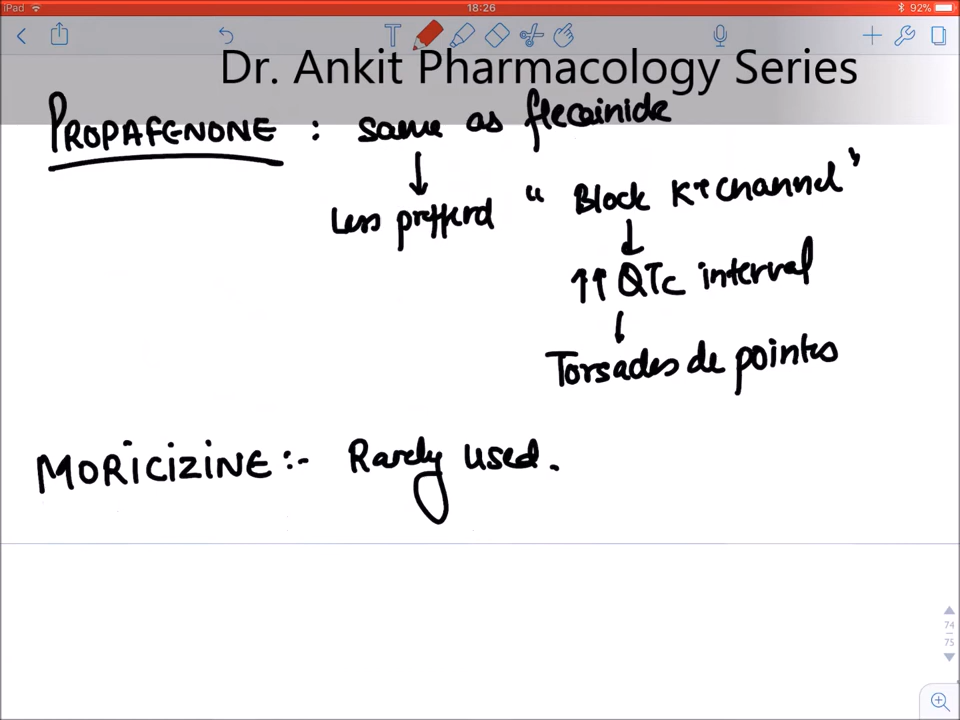 iPad 18:26 92%
Dr. Ankit Pharmacology Series
PROPAFENONE : same as flecainide
Less prefferd " Block K+ channel "
↑↑ QTc interval
Torsades de pointes
MORICIZINE :- Rarely used.
74
75